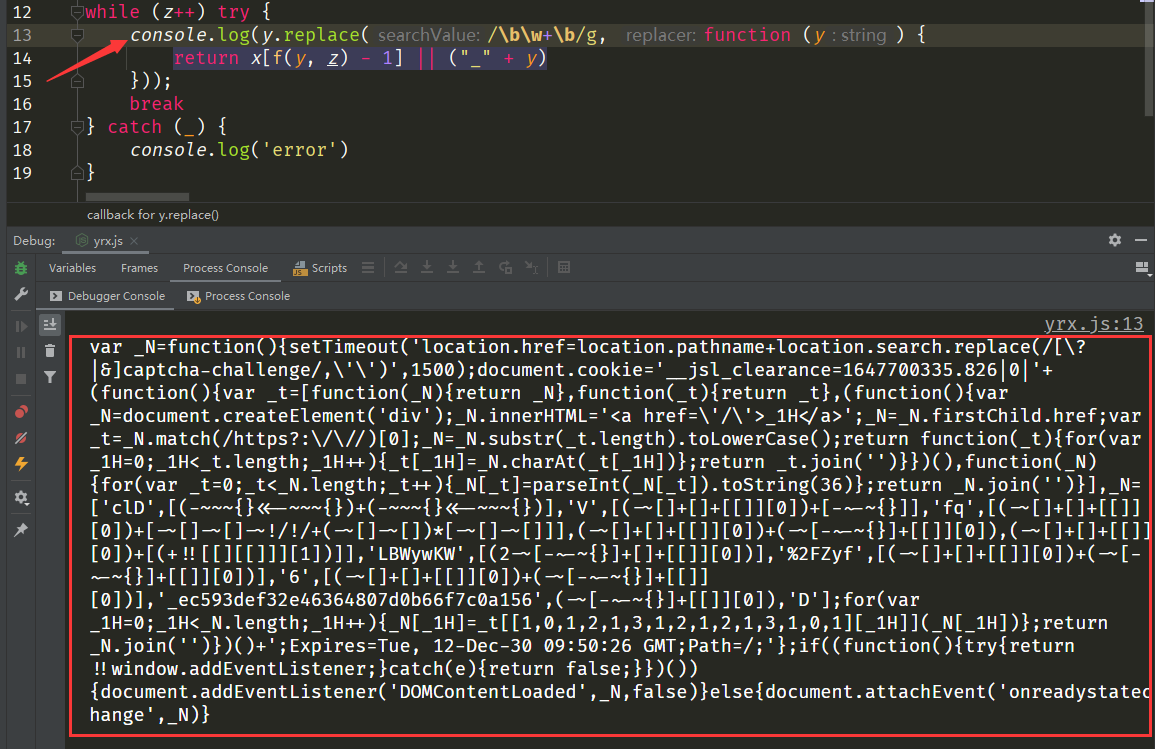 12 while (z++) try {
13 console.log(y.replace( searchValue: /\b\w+\b/g, replacer: function (y : string ) {
14 return x[f(y, z) - 1] || ("_" + y)
15 }));
16 break
17 } catch (_) {
18 console.log('error')
19 }
callback for y.replace()
Debug: yrx.js
Variables Frames Process Console Scripts
Debugger Console Process Console
yrx.js:13
var _N=function(){setTimeout('location.href=location.pathname+location.search.replace(/[\?
|&]captcha-challenge/,\'\')',1500);document.cookie='__jsl_clearance=1647700335.826|0|'+
(function(){var _t=[function(_N){return _N},function(_t){return _t},(function(){var
_N=document.createElement('div');_N.innerHTML='<a href=\'/\'>_1H</a>';_N=_N.firstChild.href;var
_t=_N.match(/https?:\/\//)[0];_N=_N.substr(_t.length).toLowerCase();return function(_t){for(var
_1H=0;_1H<_t.length;_1H++){_t[_1H]=_N.charAt(_t[_1H])};return _t.join('')}})(),function(_N)
{for(var _t=0;_t<_N.length;_t++){_N[_t]=parseInt(_N[_t]).toString(36)};return _N.join('')}],_N=
['clD',[(-~~~{}<<-~~~{})+(-~~~{}<<-~~~{})],'V',[(-~[]+[]+[[]][0])+[-~-~{}]],'fq',[(-~[]+[]+[[]]
[0])+[-~[]-~[]-~!/!/+(-~[]-~[])*[-~[]-~[]]],(-~[]+[]+[[]][0])+(-~[-~-~{}]+[[]][0]),(-~[]+[]+[[]]
[0])+[(+!![[][[]]][1])]],'LBWywKW',[(2-~[-~-~{}]+[]+[[]][0])],'%2FZyf',[(-~[]+[]+[[]][0])+(-~[-
~-~{}]+[[]][0])],'6',[(-~[]+[]+[[]][0])+(-~[-~-~{}]+[[]]
[0])],'_ec593def32e46364807d0b66f7c0a156',(-~[-~-~{}]+[[]][0]),'D'];for(var
_1H=0;_1H<_N.length;_1H++){_N[_1H]=_t[[1,0,1,2,1,3,1,2,1,2,1,3,1,0,1][_1H]](_N[_1H])};return
_N.join('')})()+';Expires=Tue, 12-Dec-30 09:50:26 GMT;Path=/;'};if((function(){try{return
!!window.addEventListener;}catch(e){return false;}})())
{document.addEventListener('DOMContentLoaded',_N,false)}else{document.attachEvent('onreadystatec
hange',_N)}